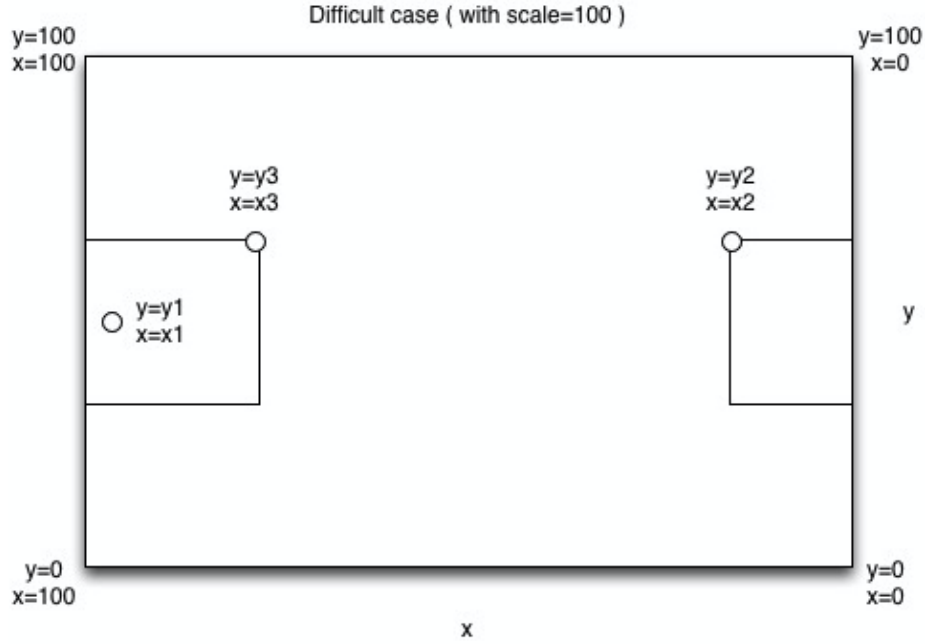 Difficult case ( with scale=100 )
y=100
x=100
y=100
x=0
y=y3
x=x3
y=y2
x=x2
y=y1
x=x1
y
y=0
x=100
y=0
x=0
x